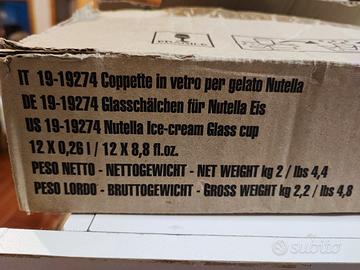 FRAGILE
IT 19-19274 Coppette in vetro per gelato Nutella
DE 19-19274 Glasschälchen für Nutella Eis
US 19-19274 Nutella Ice-cream Glass cup
12 X 0,26 l / 12 X 8,8 fl.oz.
PESO NETTO - NETTOGEWICHT - NET WEIGHT kg 2 / lbs 4,4
PESO LORDO - BRUTTOGEWICHT - GROSS WEIGHT kg 2,2 / lbs 4,8
subito